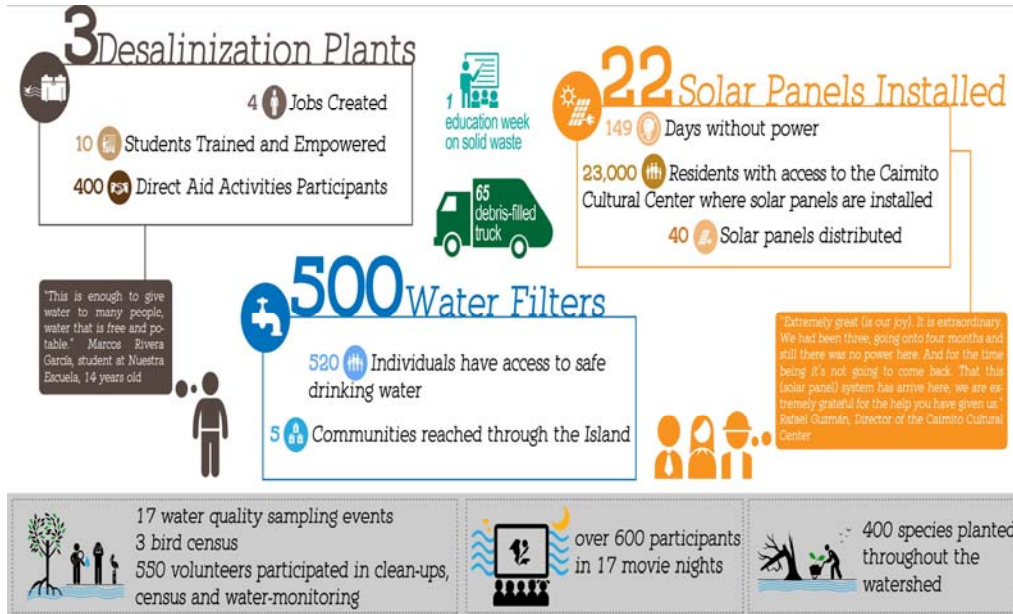 3 Desalinization Plants
4 Jobs Created
10 Students Trained and Empowered
400 Direct Aid Activities Participants
"This is enough to give
water to many people,
water that is free and po-
table." Marcos Rivera
García, student at Nuestra
Escuela, 14 years old
1
education week
on solid waste
65
debris-filled
truck
22 Solar Panels Installed
149 Days without power
23,000 Residents with access to the Caimito
Cultural Center where solar panels are installed
40 Solar panels distributed
"Extremely great (is our joy). It is extraordinary.
We had been three, going onto four months and
still there was no power here. And for the time
being it's not going to come back. That this
(solar panel) system has arrive here, we are ex-
tremely grateful for the help you have given us."
Rafael Guzmán, Director of the Caimito Cultural
Center
500 Water Filters
520 Individuals have access to safe
drinking water
5 Communities reached through the Island
17 water quality sampling events
3 bird census
550 volunteers participated in clean-ups,
census and water-monitoring
over 600 participants
in 17 movie nights
400 species planted
throughout the
watershed